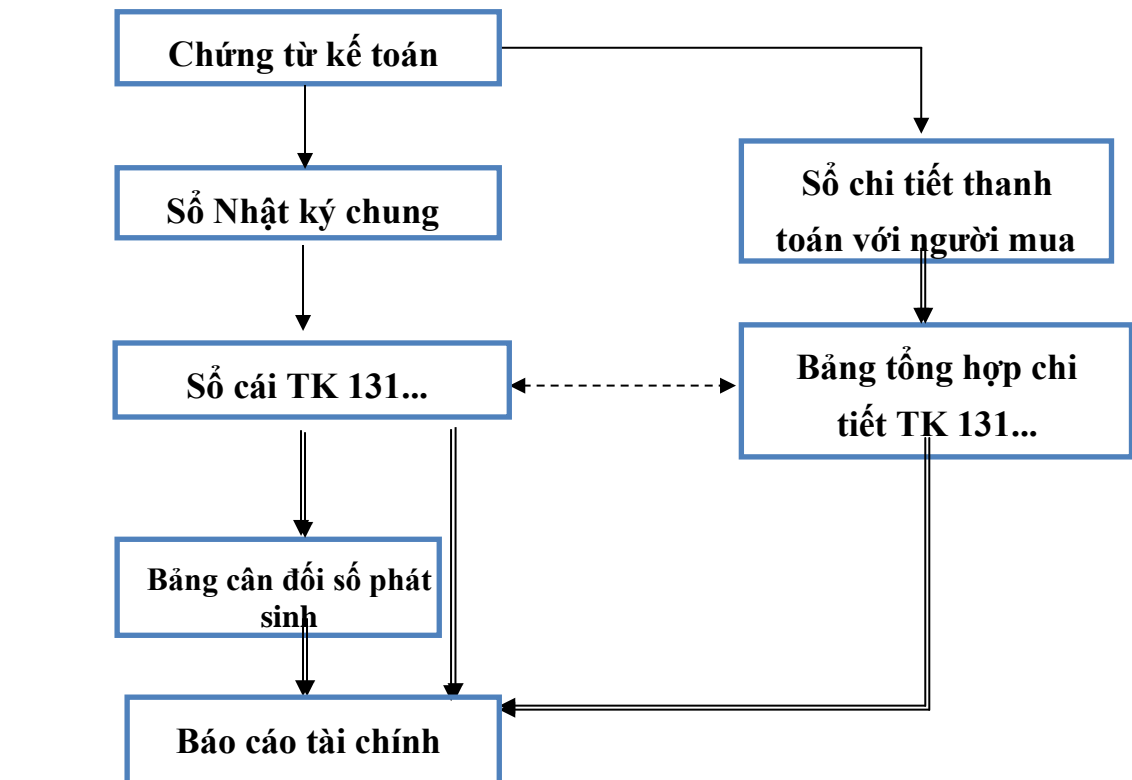 Chứng từ kế toán
Sổ Nhật ký chung
Sổ chi tiết thanh
toán với người mua
Sổ cái TK 131...
Bảng tổng hợp chi
tiết TK 131...
Bảng cân đối số phát
sinh
Báo cáo tài chính